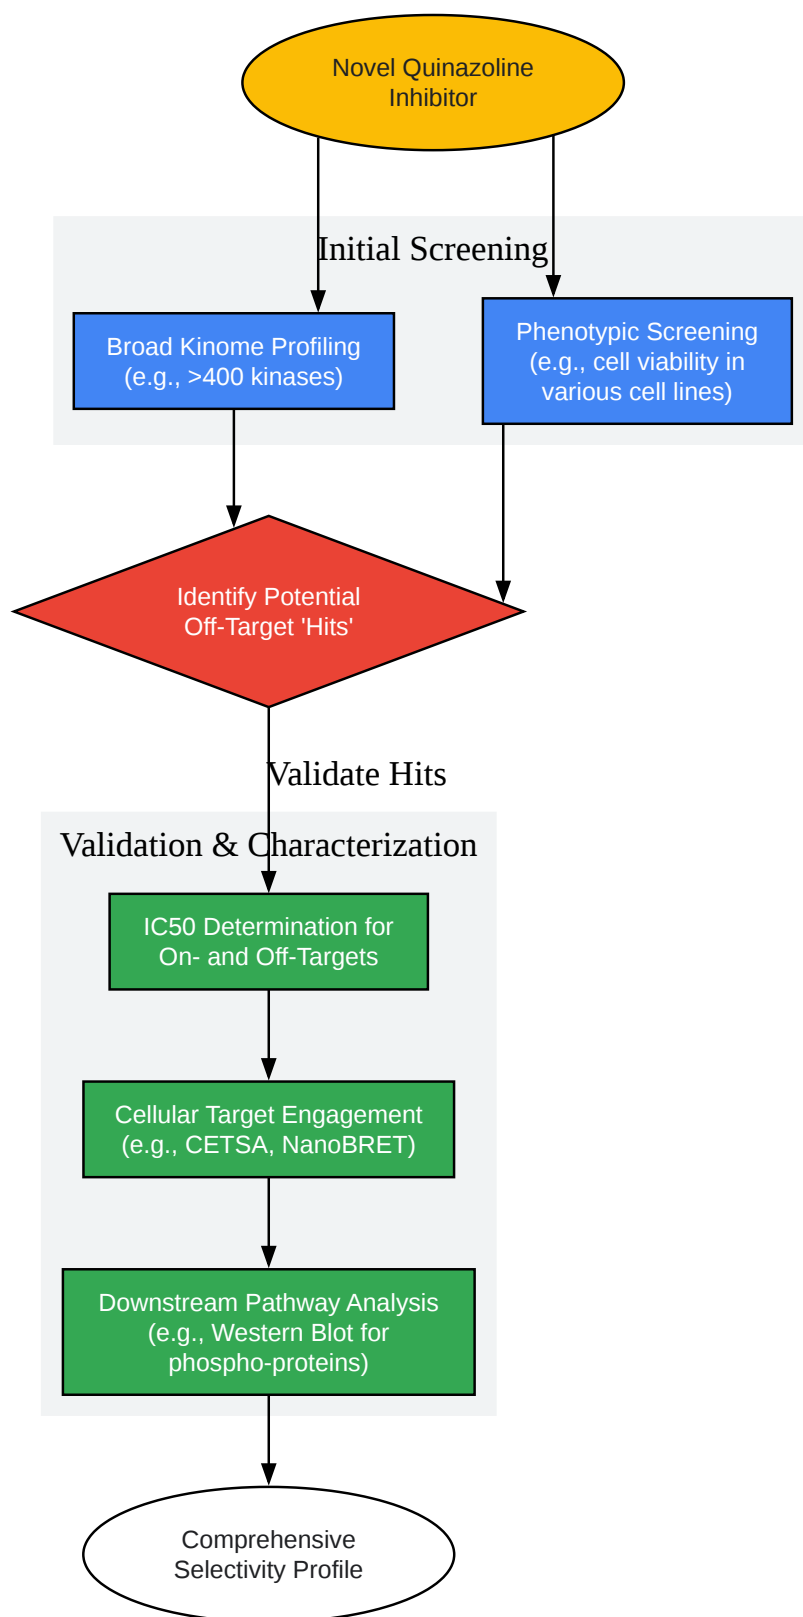 Novel Quinazoline
Inhibitor
Initial Screening
Broad Kinome Profiling
(e.g., >400 kinases)
Phenotypic Screening
(e.g., cell viability in
various cell lines)
Identify Potential
Off-Target 'Hits'
Validate Hits
Validation & Characterization
IC50 Determination for
On- and Off-Targets
Cellular Target Engagement
(e.g., CETSA, NanoBRET)
Downstream Pathway Analysis
(e.g., Western Blot for
phospho-proteins)
Comprehensive
Selectivity Profile